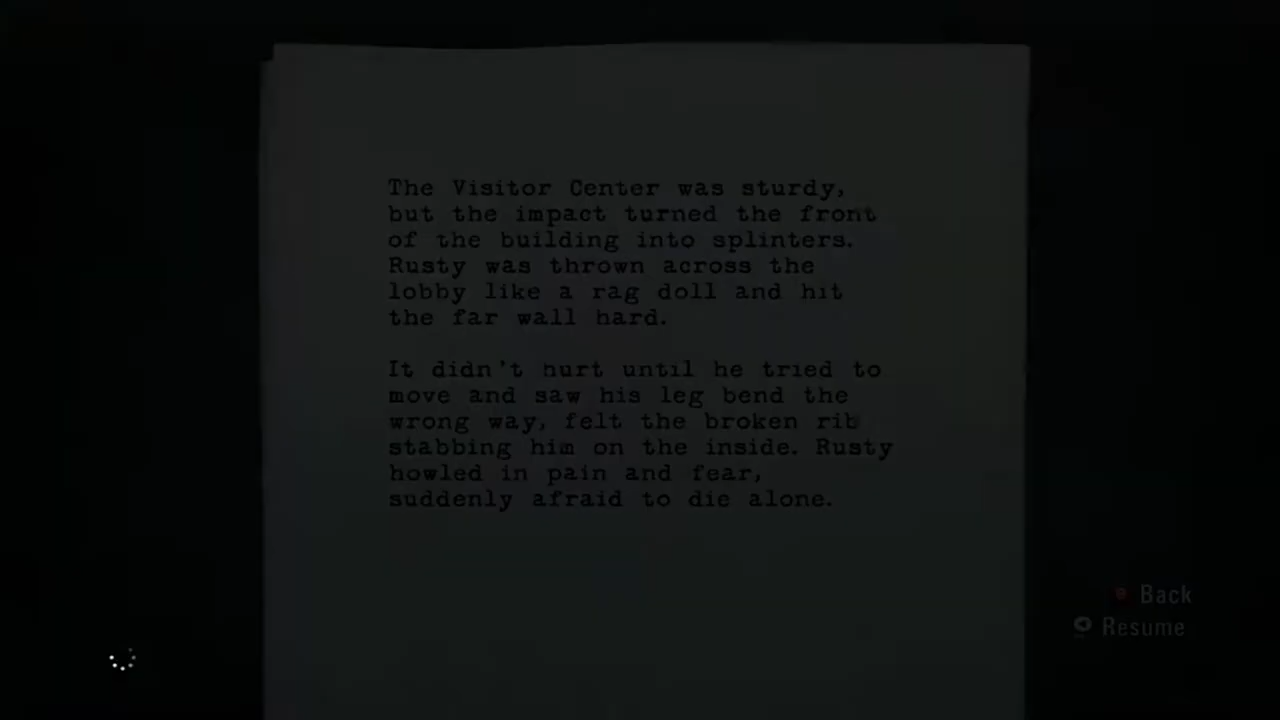 The Visitor Center was sturdy,
but the impact turned the front
of the building into splinters.
Rusty was thrown across the
lobby like a rag doll and hit
the far wall hard.
It didn't hurt until he tried to
move and saw his leg bend the
wrong way, felt the broken rib
stabbing him on the inside. Rusty
howled in pain and fear,
suddenly afraid to die alone.
Back
Resume